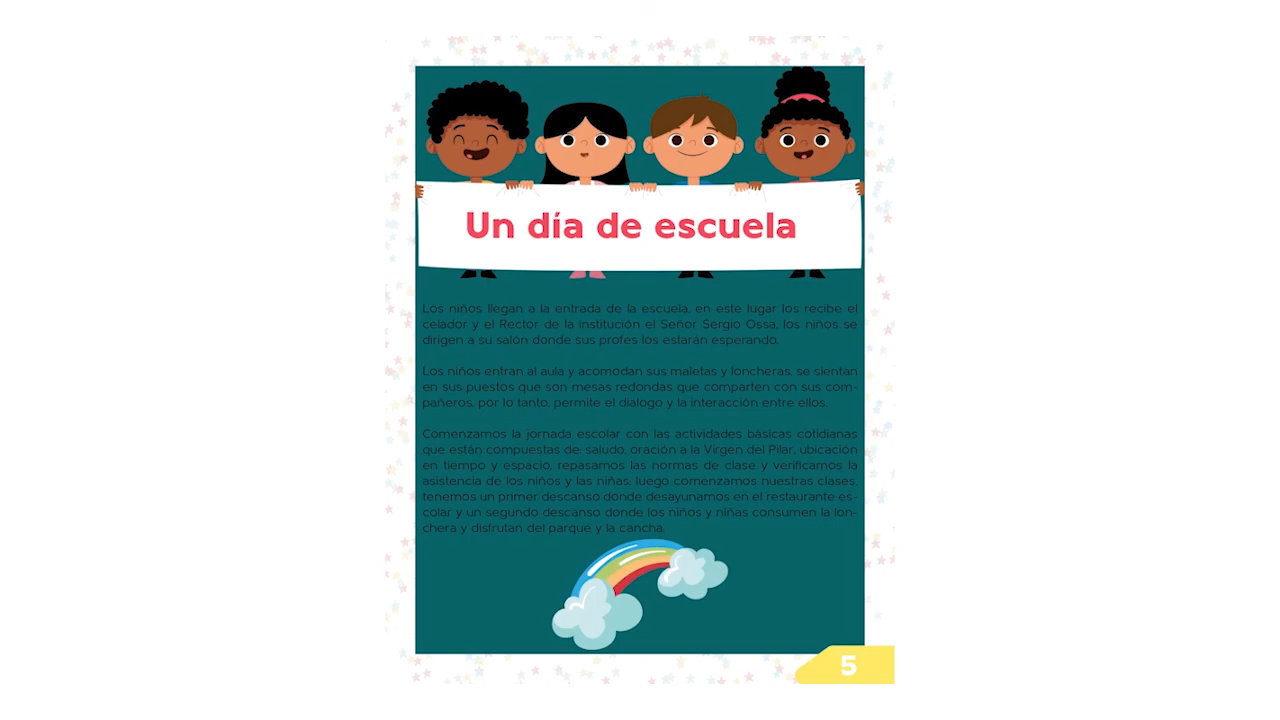 Un día de escuela
Los niños llegan a la entrada de la escuela, en este lugar los recibe el
celador y el Rector de la institución el Señor Sergio Ossa, los niños se
dirigen a su salón donde sus profes los estarán esperando.
Los niños entran al aula y acomodan sus maletas y loncheras, se sientan
en sus puestos que son mesas redondas que comparten con sus com-
pañeros, por lo tanto, permite el dialogo y la interacción entre ellos.
Comenzamos la jornada escolar con las actividades básicas cotidianas
que están compuestas de: saludo, oración a la Virgen del Pilar, ubicación
en tiempo y espacio, repasamos las normas de clase y verificamos la
asistencia de los niños y las niñas; luego comenzamos nuestras clases,
tenemos un primer descanso donde desayunamos en el restaurante es-
colar y un segundo descanso donde los niños y niñas consumen la lon-
chera y disfrutan del parque y la cancha.
5